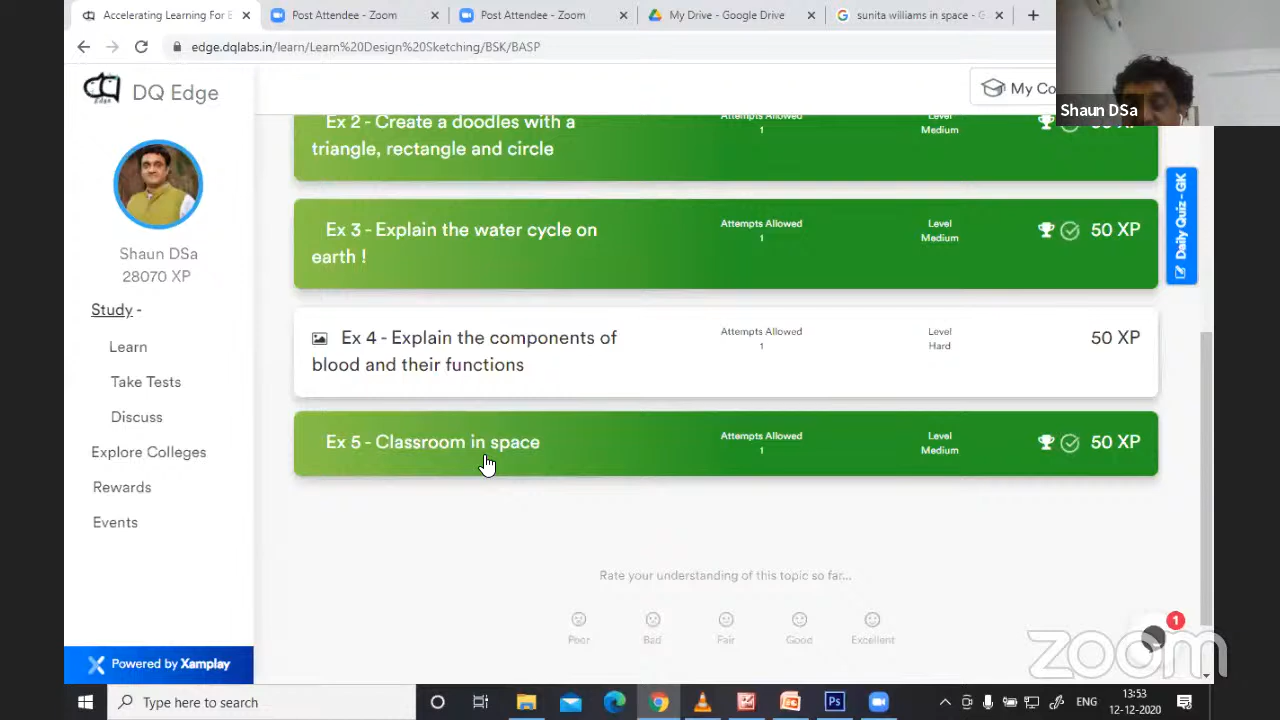 Accelerating Learning For E
Post Attendee - Zoom
Post Attendee - Zoom
My Drive - Google Drive
sunita williams in space - G
edge.dqlabs.in/learn/Learn%20Design%20Sketching/BSK/BASP
DQ Edge
My Co
Shaun DSa
Ex 2 - Create a doodles with a
triangle, rectangle and circle
Attempts Allowed
1
Level
Medium
50 XP
Daily Quiz - GK
Ex 3 - Explain the water cycle on
earth !
Attempts Allowed
1
Level
Medium
50 XP
Shaun DSa
28070 XP
Study -
Learn
Take Tests
Discuss
Explore Colleges
Rewards
Events
Ex 4 - Explain the components of
blood and their functions
Attempts Allowed
1
Level
Hard
50 XP
Ex 5 - Classroom in space
Attempts Allowed
1
Level
Medium
50 XP
Rate your understanding of this topic so far...
Poor
Bad
Fair
Good
Excellent
1
zoom
Powered by Xamplay
Type here to search
ENG
13:53
12-12-2020